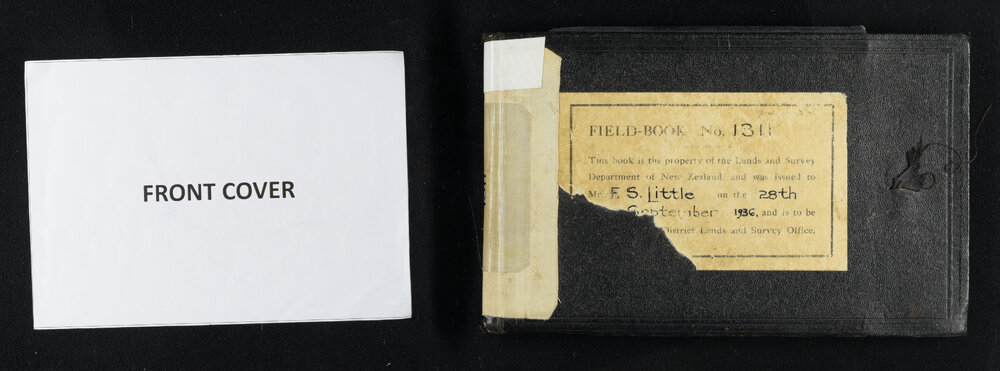 FRONT COVER
FIELD-BOOK No. 1311
This book is the property of the Lands and Survey
Department of New Zealand and was issued to
Mr. F. S. Little on the 28th
September 1936, and is to be
District Lands and Survey Office,